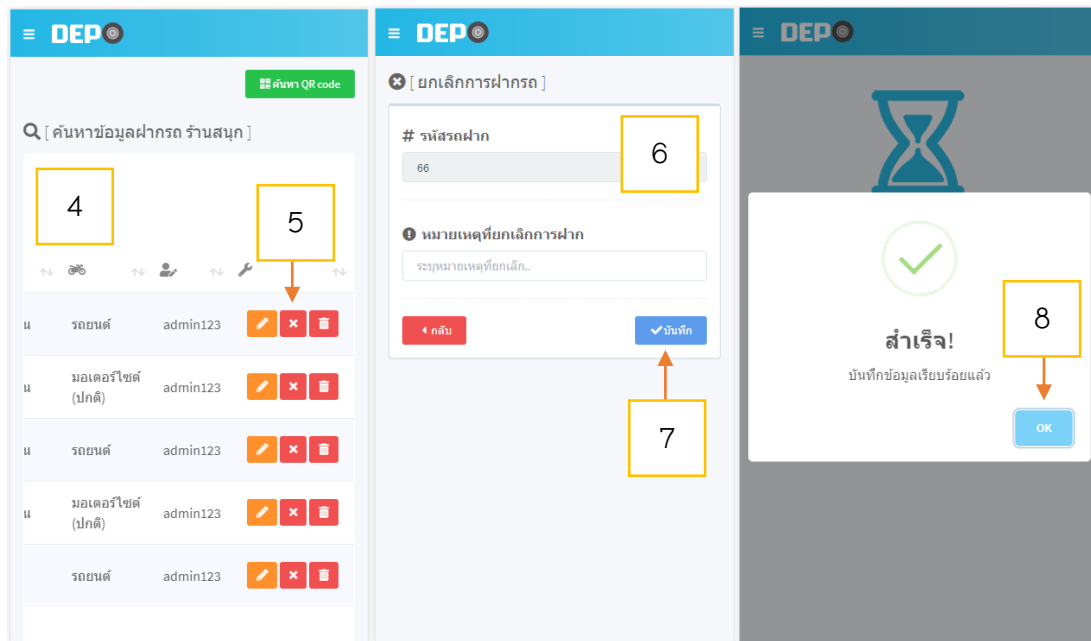 DEPO
ค้นหา QR code
[ ค้นหาข้อมูลฝากรถ ร้านสนุก ]
4
5
น รถยนต์ admin123
น มอเตอร์ไซต์ (ปกติ) admin123
น รถยนต์ admin123
น มอเตอร์ไซต์ (ปกติ) admin123
รถยนต์ admin123
DEPO
[ ยกเลิกการฝากรถ ]
# รหัสรถฝาก
6
66
หมายเหตุที่ยกเลิกการฝาก
ระบุหมายเหตุที่ยกเลิก..
กลับ
บันทึก
7
DEPO
8
สำเร็จ!
บันทึกข้อมูลเรียบร้อยแล้ว
OK